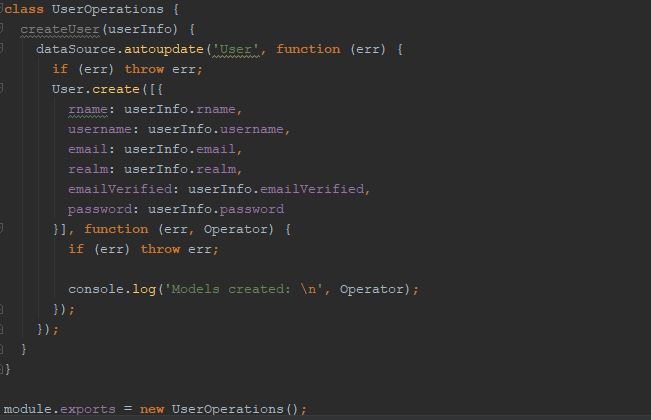 class UserOperations {
createUser(userInfo) {
dataSource.autoupdate('User', function (err) {
if (err) throw err;
User.create([{
rname: userInfo.rname,
username: userInfo.username,
email: userInfo.email,
realm: userInfo.realm,
emailVerified: userInfo.emailVerified,
password: userInfo.password
}], function (err, Operator) {
if (err) throw err;
console.log('Models created: \n', Operator);
});
});
}
}
module.exports = new UserOperations();